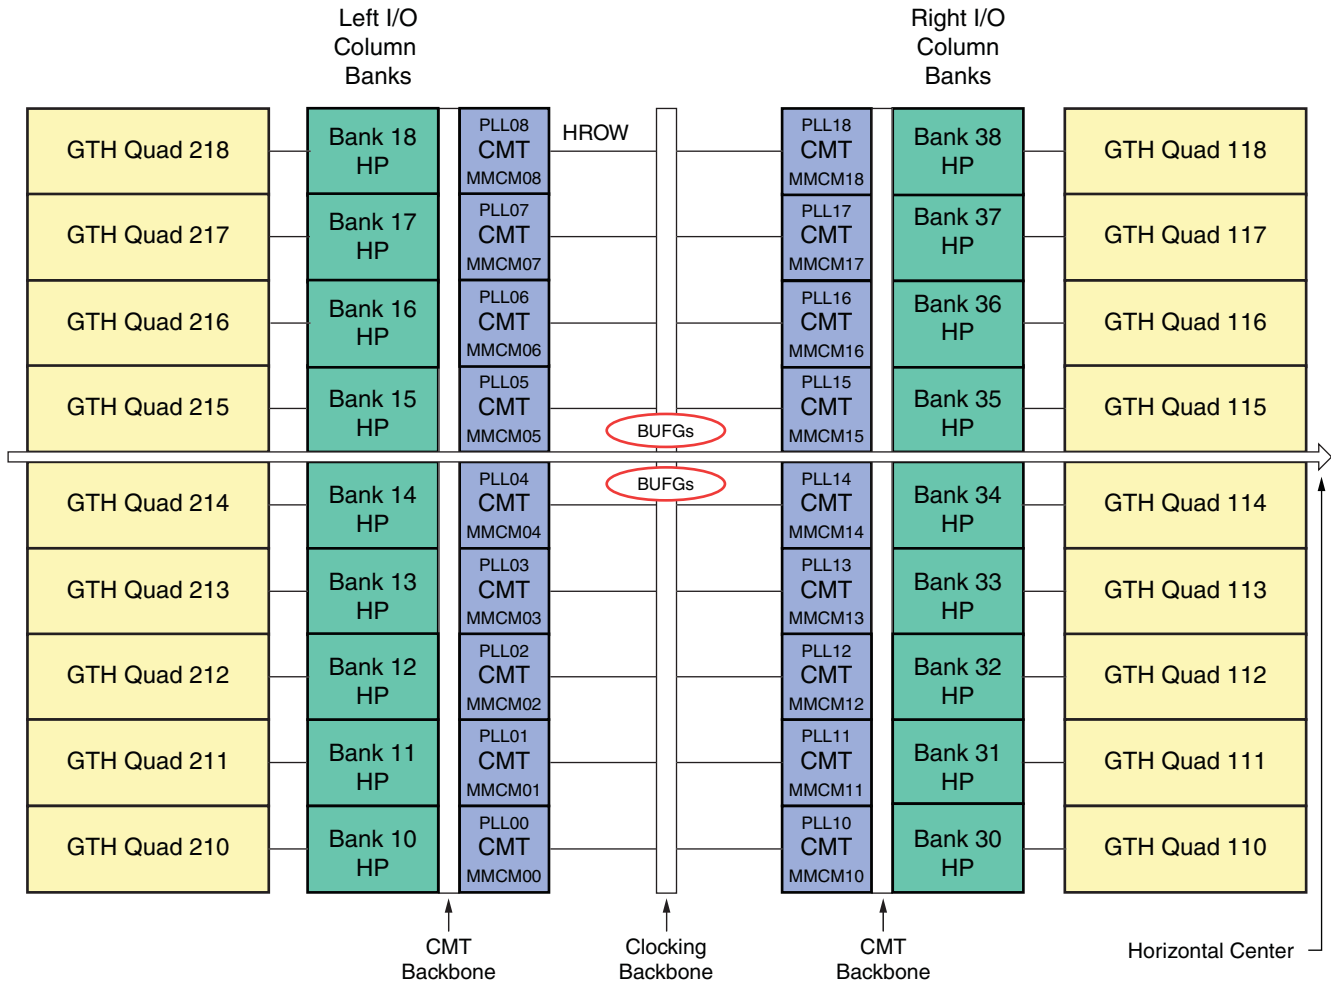 Left I/O
Column
Banks
Right I/O
Column
Banks
GTH Quad 218
Bank 18
HP
PLL08
CMT
MMCM08
HROW
PLL18
CMT
MMCM18
Bank 38
HP
GTH Quad 118
GTH Quad 217
Bank 17
HP
PLL07
CMT
MMCM07
PLL17
CMT
MMCM17
Bank 37
HP
GTH Quad 117
GTH Quad 216
Bank 16
HP
PLL06
CMT
MMCM06
PLL16
CMT
MMCM16
Bank 36
HP
GTH Quad 116
GTH Quad 215
Bank 15
HP
PLL05
CMT
MMCM05
BUFGs
PLL15
CMT
MMCM15
Bank 35
HP
GTH Quad 115
GTH Quad 214
Bank 14
HP
PLL04
CMT
MMCM04
BUFGs
PLL14
CMT
MMCM14
Bank 34
HP
GTH Quad 114
GTH Quad 213
Bank 13
HP
PLL03
CMT
MMCM03
PLL13
CMT
MMCM13
Bank 33
HP
GTH Quad 113
GTH Quad 212
Bank 12
HP
PLL02
CMT
MMCM02
PLL12
CMT
MMCM12
Bank 32
HP
GTH Quad 112
GTH Quad 211
Bank 11
HP
PLL01
CMT
MMCM01
PLL11
CMT
MMCM11
Bank 31
HP
GTH Quad 111
GTH Quad 210
Bank 10
HP
PLL00
CMT
MMCM00
PLL10
CMT
MMCM10
Bank 30
HP
GTH Quad 110
CMT
Backbone
Clocking
Backbone
CMT
Backbone
Horizontal Center